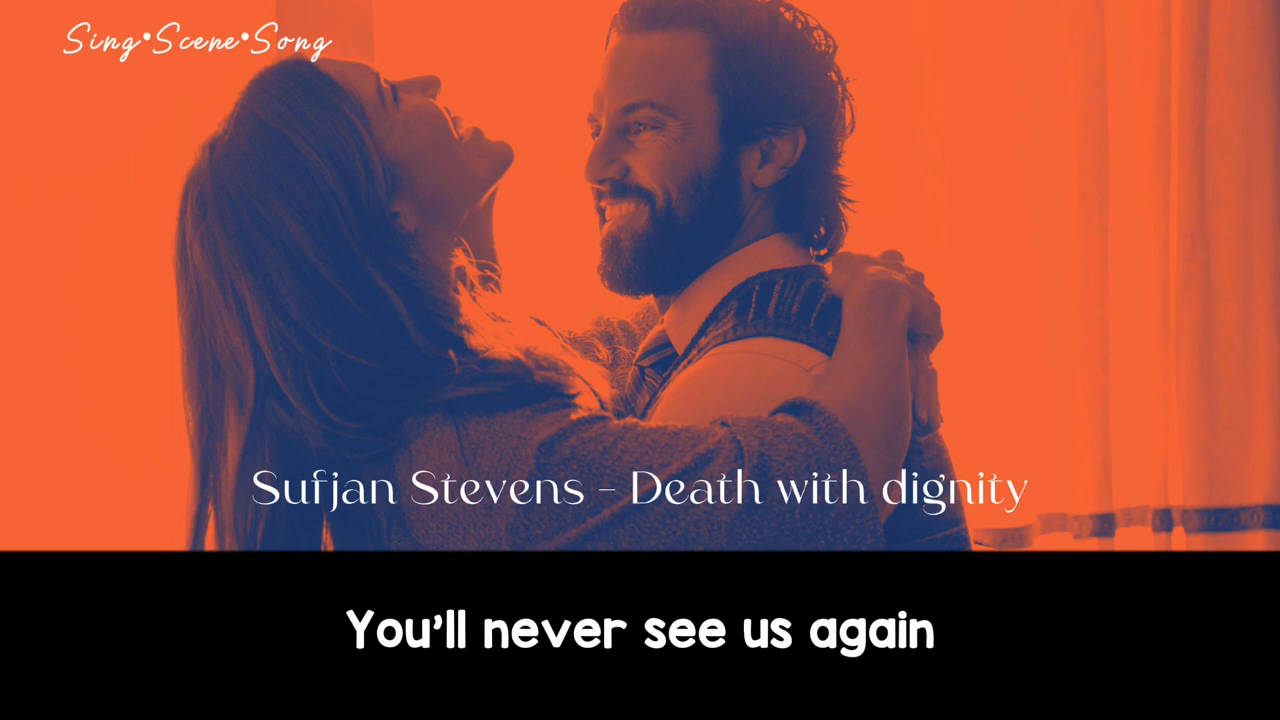 Sing•Scene•Song
Sufjan Stevens – Death with dignity
You'll never see us again